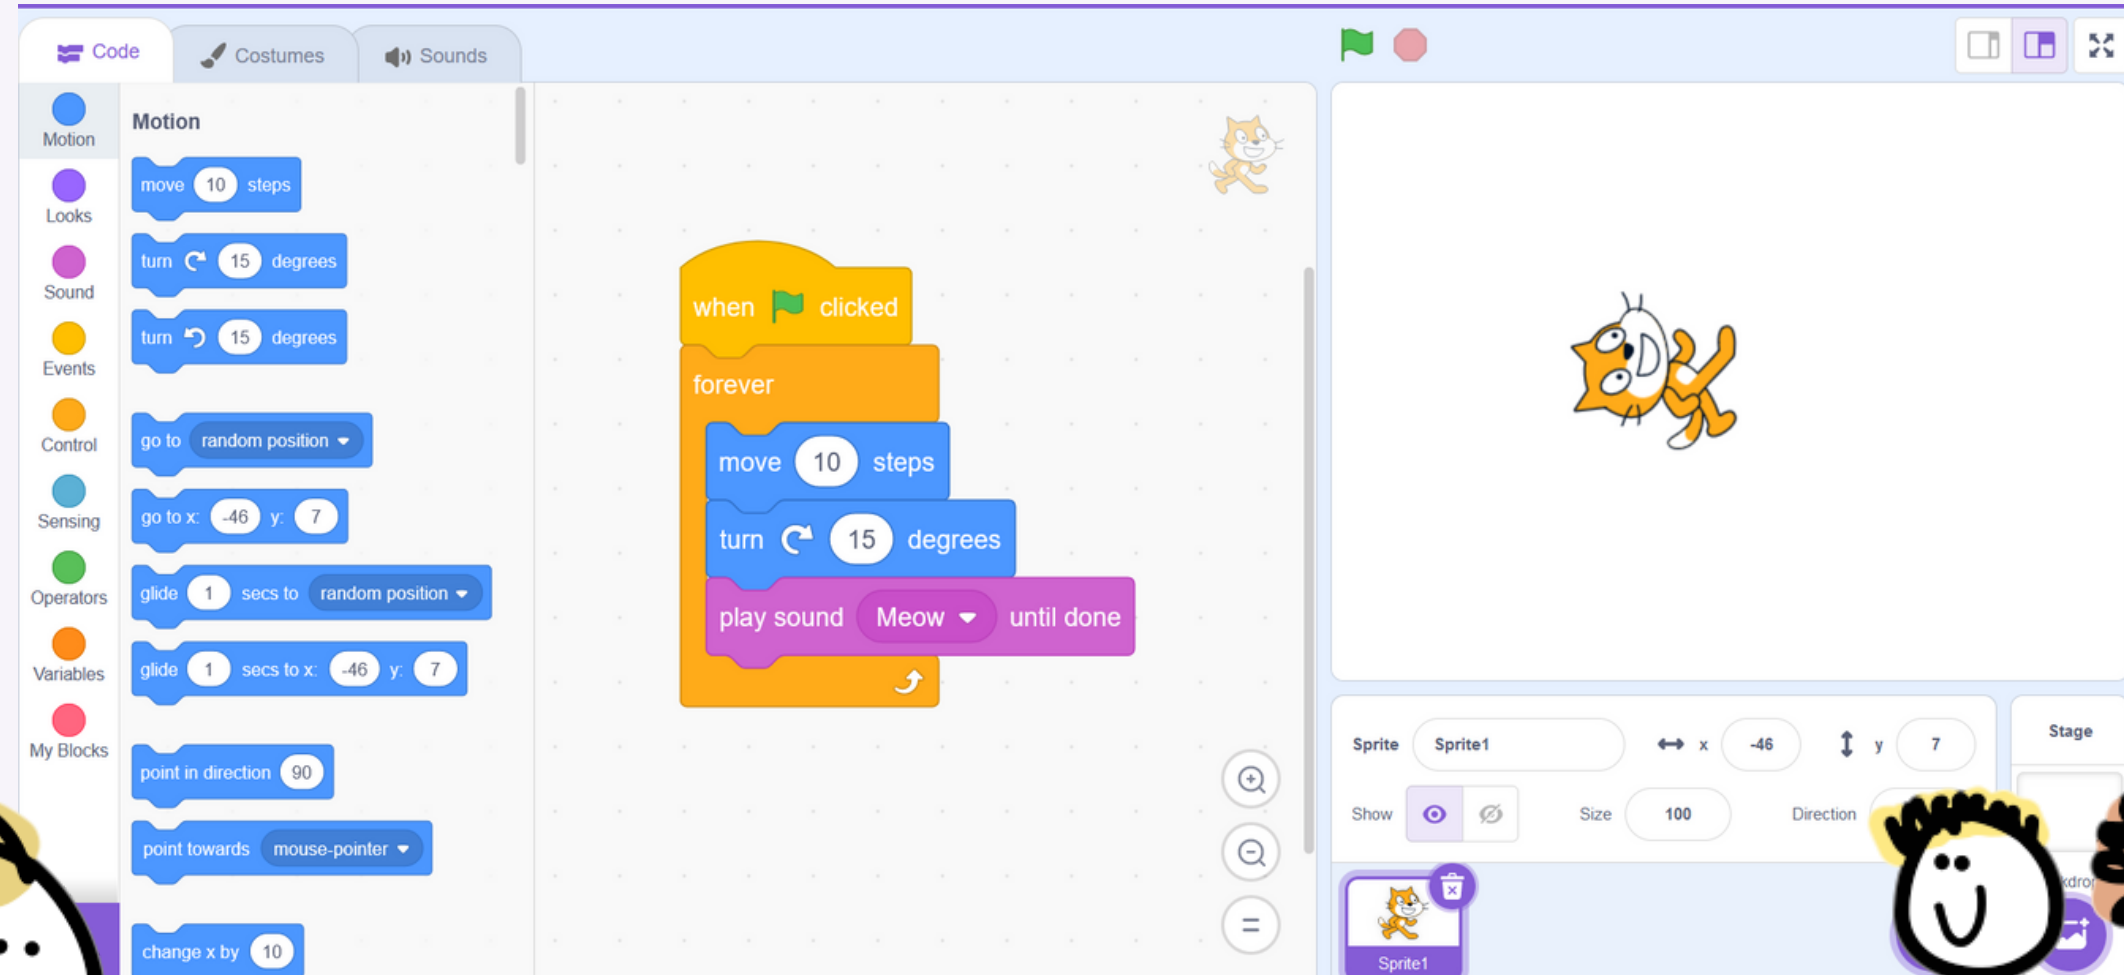 Code
Costumes
Sounds
Motion
Looks
Sound
Events
Control
Sensing
Operators
Variables
My Blocks
Motion
move 10 steps
turn 15 degrees
turn 15 degrees
go to random position
go to x: -46 y: 7
glide 1 secs to random position
glide 1 secs to x: -46 y: 7
point in direction 90
point towards mouse-pointer
change x by 10
when clicked
forever
move 10 steps
turn 15 degrees
play sound Meow until done
Sprite Sprite1 x -46 y 7
Show Size 100 Direction
Sprite1
Stage